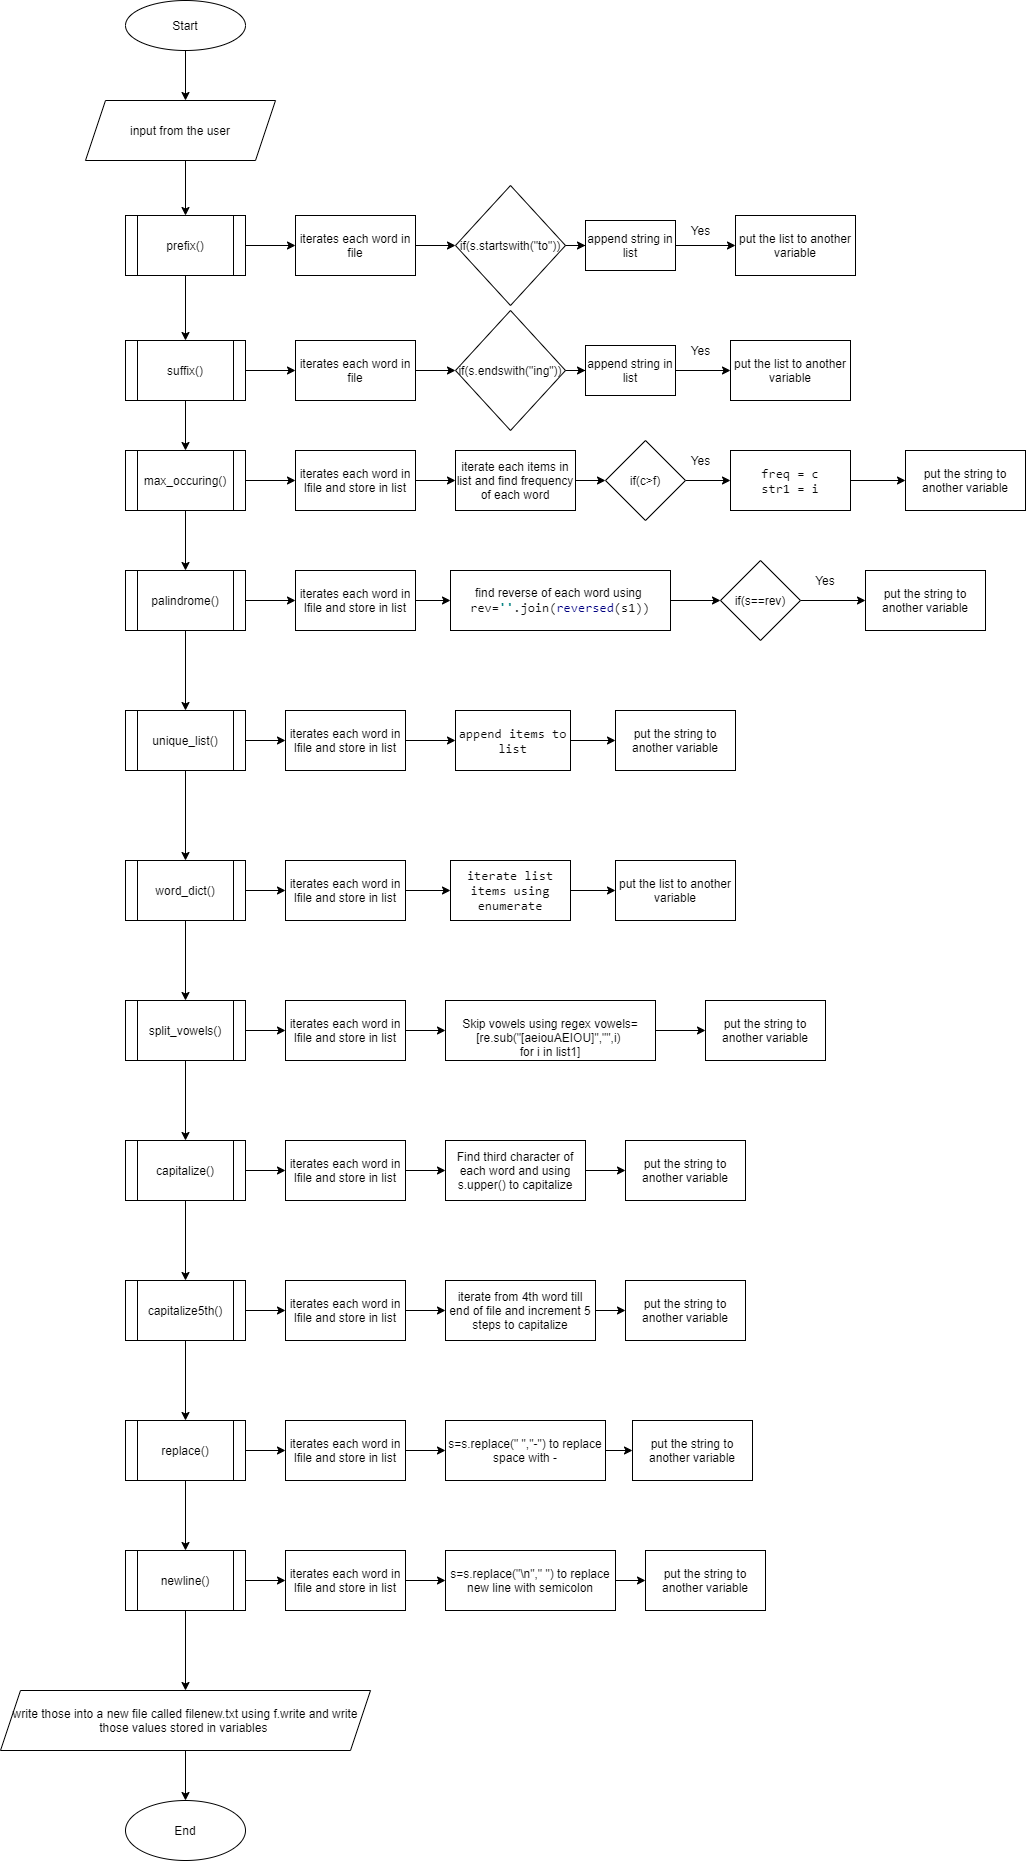 Start
input from the user
prefix()
iterates each word in
file
if(s.startswith("to"))
append string in
list
Yes
put the list to another
variable
suffix()
iterates each word in
file
if(s.endswith("ing"))
append string in
list
Yes
put the list to another
variable
max_occuring()
iterates each word in
lfile and store in list
iterate each items in
list and find frequency
of each word
if(c>f)
Yes
freq = c
str1 = i
put the string to
another variable
palindrome()
iterates each word in
lfile and store in list
find reverse of each word using
rev=''.join(reversed(s1))
if(s==rev)
Yes
put the string to
another variable
unique_list()
iterates each word in
lfile and store in list
append items to
list
put the string to
another variable
word_dict()
iterates each word in
lfile and store in list
iterate list
items using
enumerate
put the list to another
variable
split_vowels()
iterates each word in
lfile and store in list
Skip vowels using regex vowels=
[re.sub("[aeiouAEIOU]","",i)
for i in list1]
put the string to
another variable
capitalize()
iterates each word in
lfile and store in list
Find third character of
each word and using
s.upper() to capitalize
put the string to
another variable
capitalize5th()
iterates each word in
lfile and store in list
iterate from 4th word till
end of file and increment 5
steps to capitalize
put the string to
another variable
replace()
iterates each word in
lfile and store in list
s=s.replace(" ","-") to replace
space with -
put the string to
another variable
newline()
iterates each word in
lfile and store in list
s=s.replace("\n"," ") to replace
new line with semicolon
put the string to
another variable
write those into a new file called filenew.txt using f.write and write
those values stored in variables
End